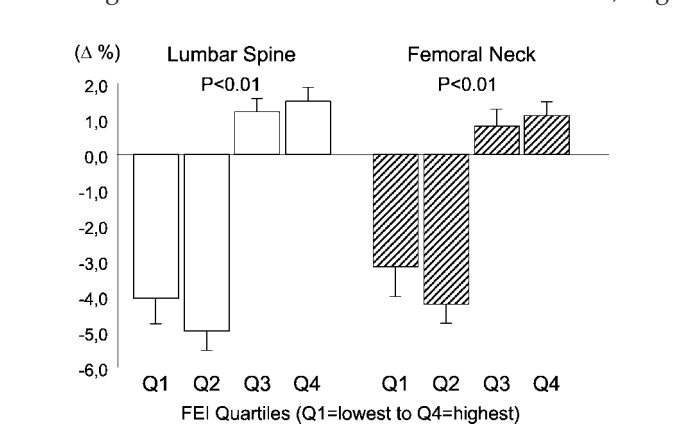 (Δ %)
Lumbar Spine
Femoral Neck
P<0.01
P<0.01
2,0
1,0
0,0
-1,0
-2,0
-3,0
-4,0
-5,0
-6,0
Q1 Q2 Q3 Q4 Q1 Q2 Q3 Q4
FEI Quartiles (Q1=lowest to Q4=highest)